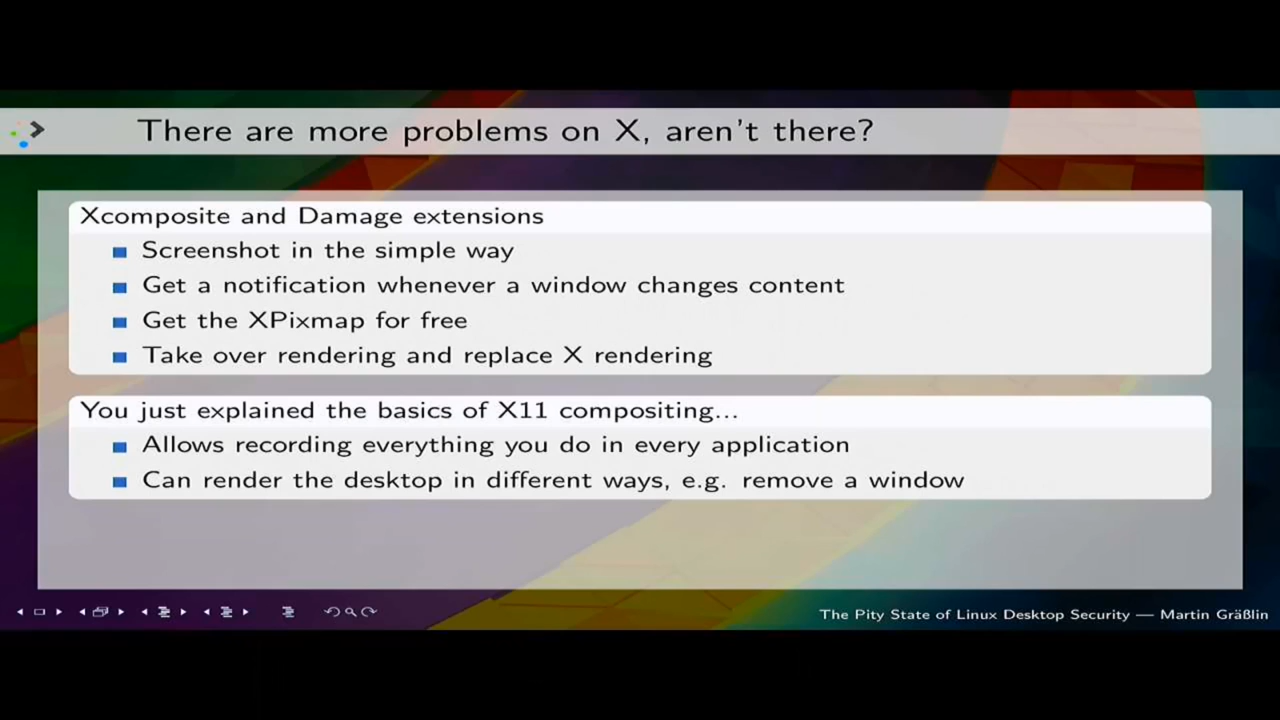 There are more problems on X, aren't there?
Xcomposite and Damage extensions
Screenshot in the simple way
Get a notification whenever a window changes content
Get the XPixmap for free
Take over rendering and replace X rendering
You just explained the basics of X11 compositing...
Allows recording everything you do in every application
Can render the desktop in different ways, e.g. remove a window
The Pity State of Linux Desktop Security — Martin Gräßlin